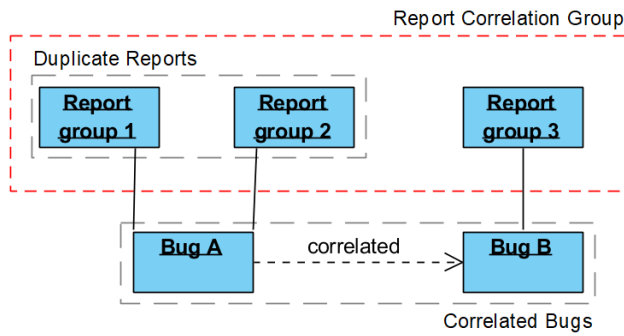 Report Correlation Group
Duplicate Reports
Report
group 1
Report
group 2
Report
group 3
Bug A
correlated
Bug B
Correlated Bugs